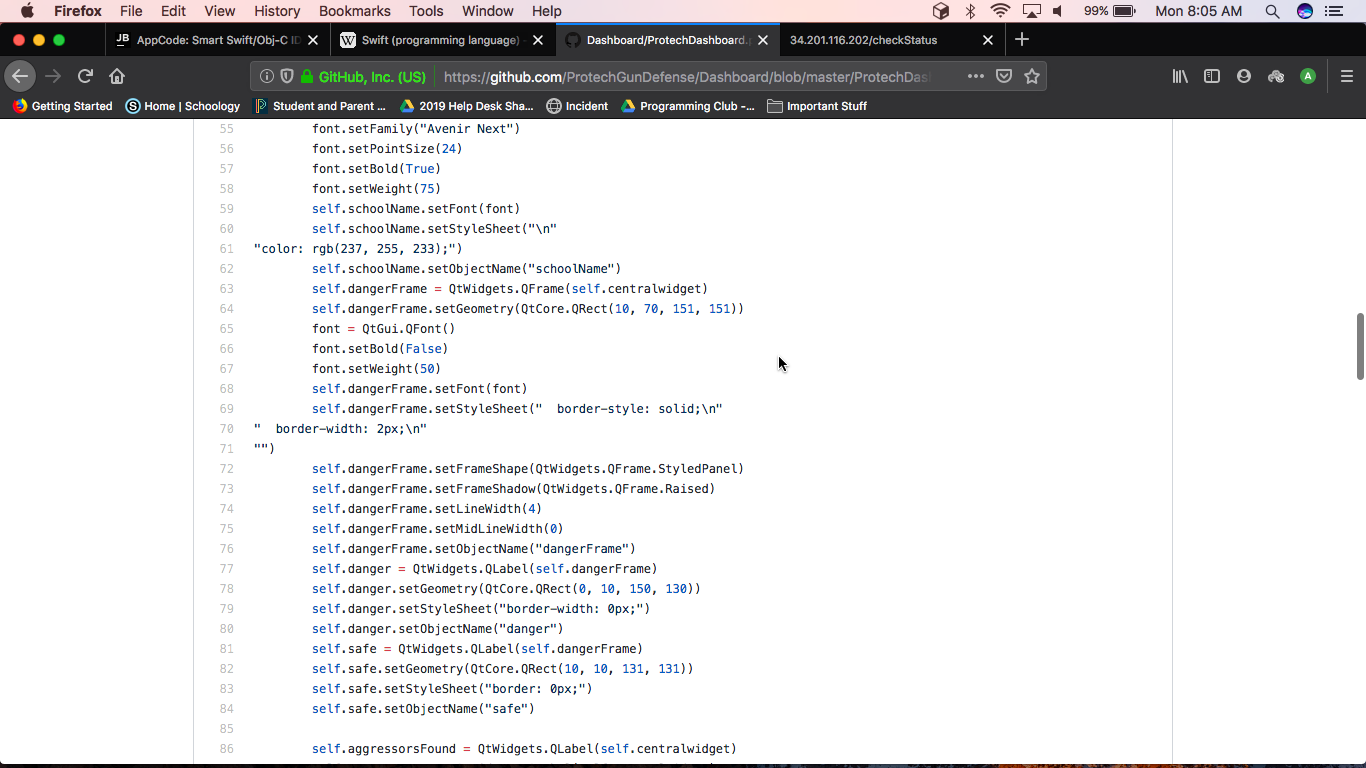 Firefox File Edit View History Bookmarks Tools Window Help 99% Mon 8:05 AM
JB AppCode: Smart Swift/Obj-C ID W Swift (programming language) - Dashboard/ProtechDashboard. 34.201.116.202/checkStatus
GitHub, Inc. (US) https://github.com/ProtechGunDefense/Dashboard/blob/master/ProtechDas A
Getting Started S Home | Schoology P Student and Parent ... 2019 Help Desk Sha... Incident Programming Club -... Important Stuff
55 font.setFamily("Avenir Next")
56 font.setPointSize(24)
57 font.setBold(True)
58 font.setWeight(75)
59 self.schoolName.setFont(font)
60 self.schoolName.setStyleSheet("\n"
61 "color: rgb(237, 255, 233);")
62 self.schoolName.setObjectName("schoolName")
63 self.dangerFrame = QtWidgets.QFrame(self.centralwidget)
64 self.dangerFrame.setGeometry(QtCore.QRect(10, 70, 151, 151))
65 font = QtGui.QFont()
66 font.setBold(False)
67 font.setWeight(50)
68 self.dangerFrame.setFont(font)
69 self.dangerFrame.setStyleSheet("  border-style: solid;\n"
70 "  border-width: 2px;\n"
71 "")
72 self.dangerFrame.setFrameShape(QtWidgets.QFrame.StyledPanel)
73 self.dangerFrame.setFrameShadow(QtWidgets.QFrame.Raised)
74 self.dangerFrame.setLineWidth(4)
75 self.dangerFrame.setMidLineWidth(0)
76 self.dangerFrame.setObjectName("dangerFrame")
77 self.danger = QtWidgets.QLabel(self.dangerFrame)
78 self.danger.setGeometry(QtCore.QRect(0, 10, 150, 130))
79 self.danger.setStyleSheet("border-width: 0px;")
80 self.danger.setObjectName("danger")
81 self.safe = QtWidgets.QLabel(self.dangerFrame)
82 self.safe.setGeometry(QtCore.QRect(10, 10, 131, 131))
83 self.safe.setStyleSheet("border: 0px;")
84 self.safe.setObjectName("safe")
85
86 self.aggressorsFound = QtWidgets.QLabel(self.centralwidget)